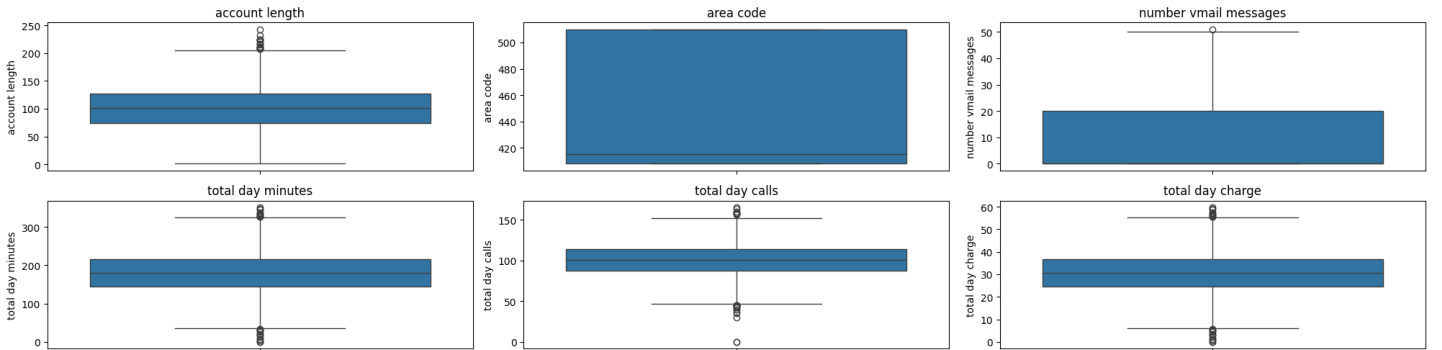 account length
area code
number vmail messages
account length
250
200
150
100
50
0
area code
500
480
460
440
420
number vmail messages
50
40
30
20
10
0
total day minutes
total day calls
total day charge
total day minutes
300
200
100
0
total day calls
150
100
50
0
total day charge
60
50
40
30
20
10
0